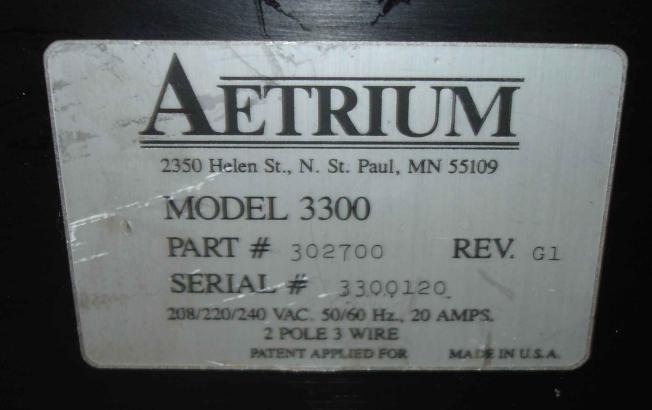 AETRIUM
2350 Helen St., N. St. Paul, MN 55109
MODEL 3300
PART # 302700 REV. G1
SERIAL # 3300120
208/220/240 VAC. 50/60 Hz., 20 AMPS.
2 POLE 3 WIRE
PATENT APPLIED FOR MADE IN U.S.A.